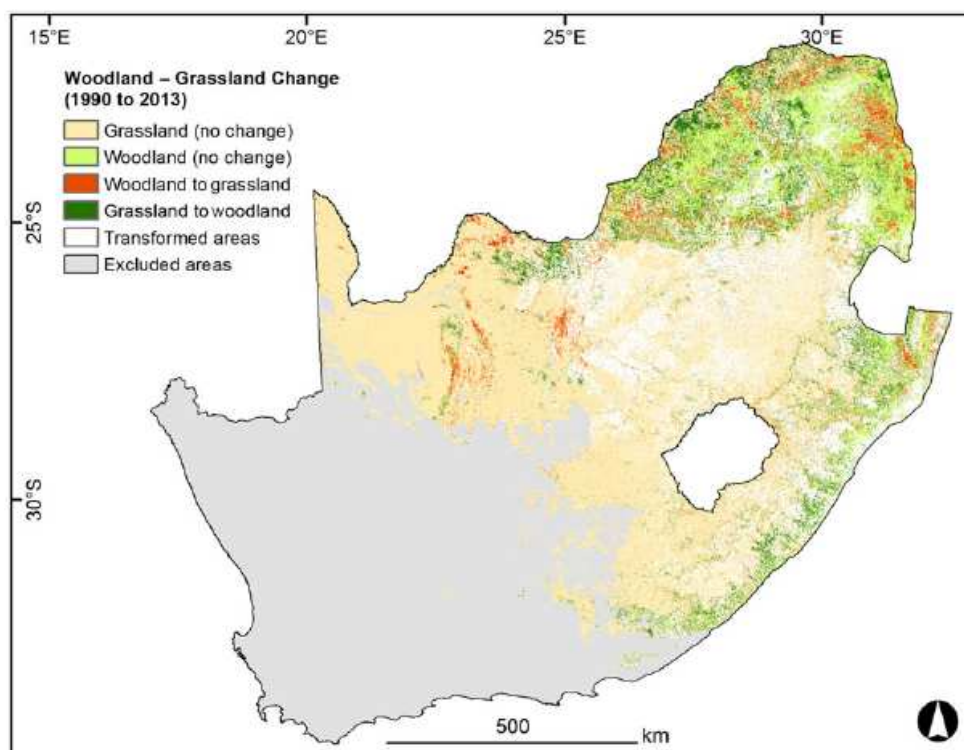 15°E 20°E 25°E 30°E
Woodland – Grassland Change
(1990 to 2013)
Grassland (no change)
Woodland (no change)
Woodland to grassland
Grassland to woodland
Transformed areas
Excluded areas
25°S
30°S
500
km